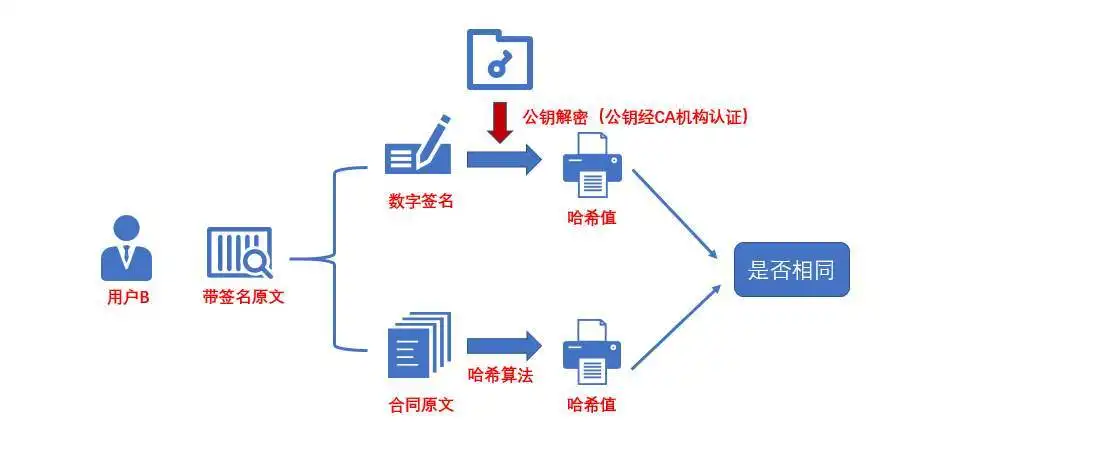 公钥解密（公钥经CA机构认证）
数字签名
哈希值
用户B
带签名原文
是否相同
哈希算法
合同原文
哈希值